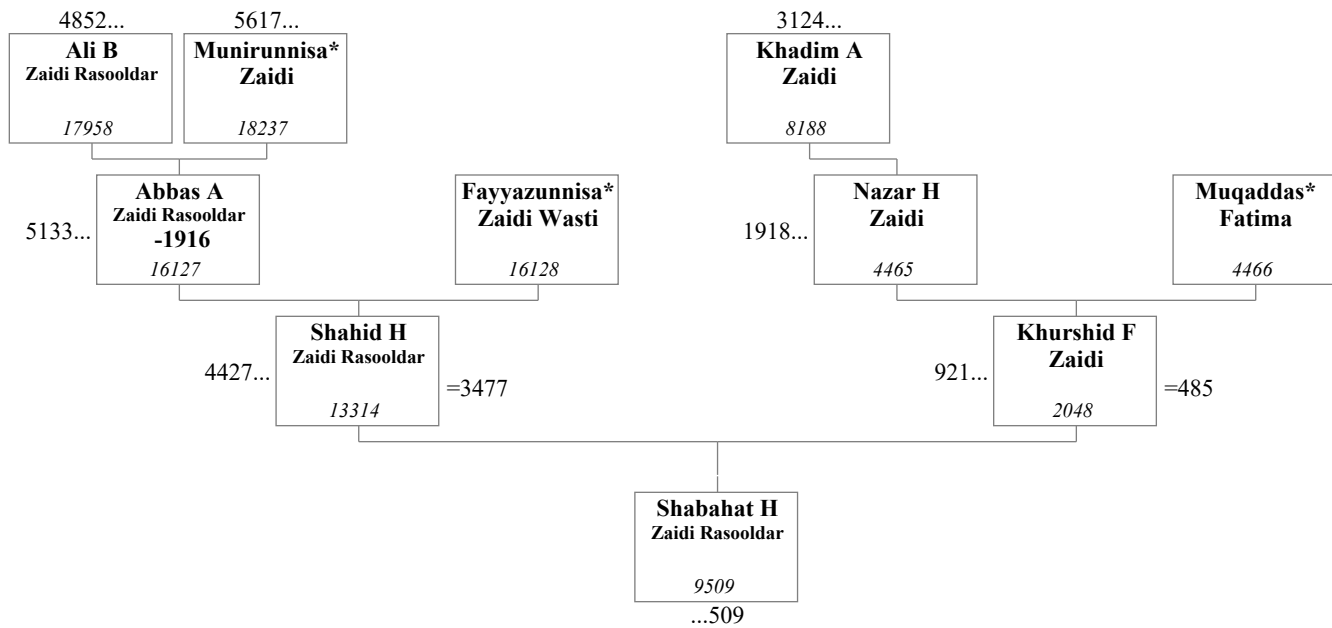 4852...
5617...
3124...
Ali B
Zaidi Rasooldar
17958
Munirunnisa*
Zaidi
18237
Khadim A
Zaidi
8188
5133...
Abbas A
Zaidi Rasooldar
-1916
16127
Fayyazunnisa*
Zaidi Wasti
16128
1918...
Nazar H
Zaidi
4465
Muqaddas*
Fatima
4466
4427...
Shahid H
Zaidi Rasooldar
13314
=3477
921...
Khurshid F
Zaidi
2048
=485
Shabahat H
Zaidi Rasooldar
9509
...509